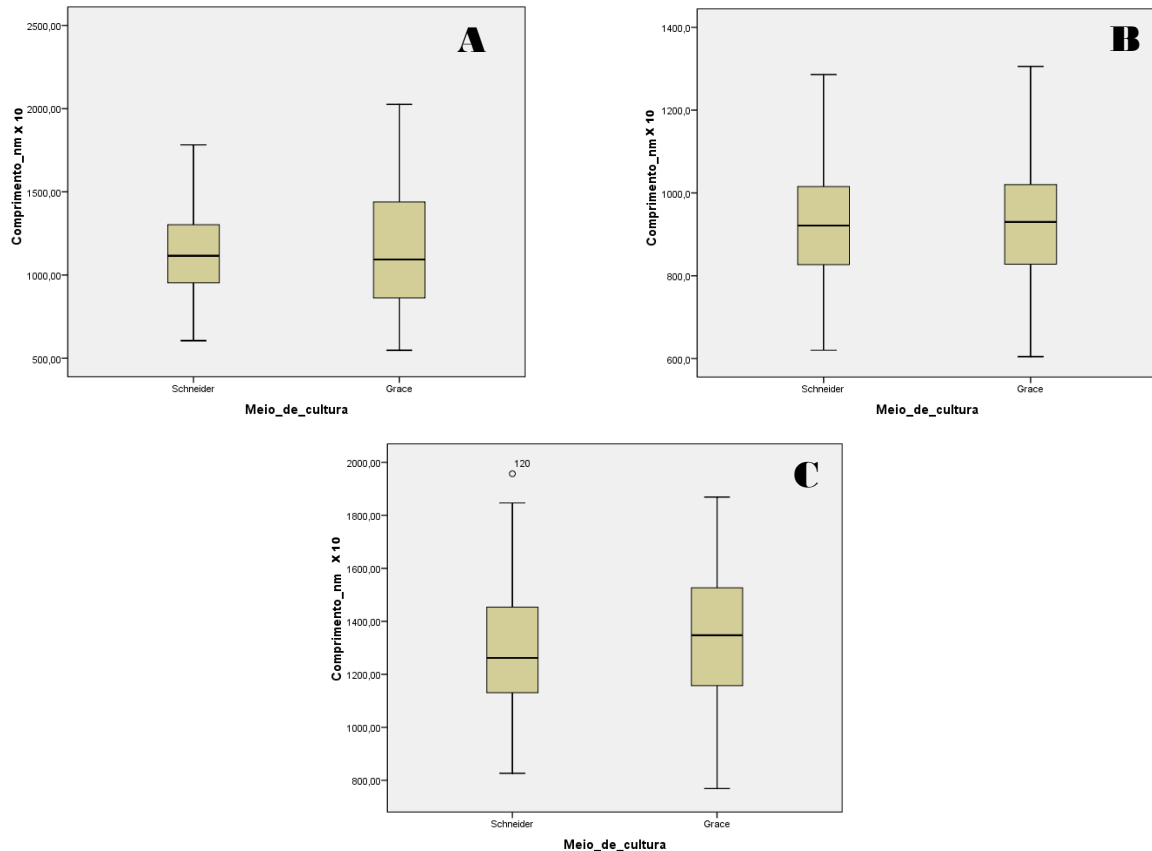 A
2500,00
2000,00
1500,00
1000,00
500,00
Comprimento_nm X 10
Schneider
Grace
Meio_de_cultura
B
1400,0
1200,0
1000,0
800,0
600,0
Comprimento_nm X 10
Schneider
Grace
Meio_de_cultura
C
120
2000,00
1800,00
1600,00
1400,00
1200,00
1000,00
800,00
Comprimento_nm X 10
Schneider
Grace
Meio_de_cultura